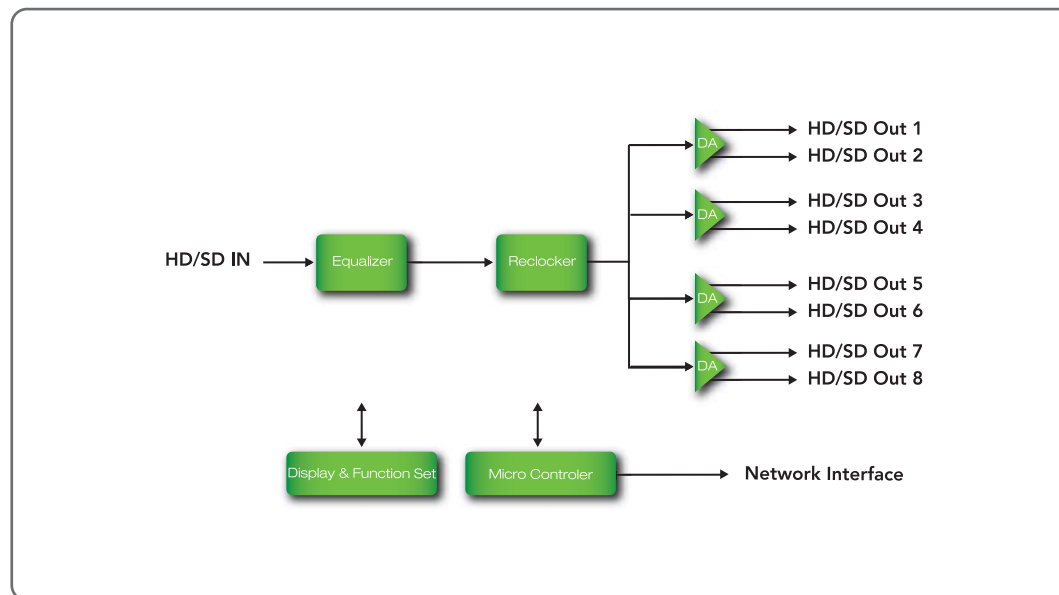 HD/SD IN
Equalizer
Reclocker
DA
HD/SD Out 1
HD/SD Out 2
DA
HD/SD Out 3
HD/SD Out 4
DA
HD/SD Out 5
HD/SD Out 6
DA
HD/SD Out 7
HD/SD Out 8
Display & Function Set
Micro Controler
Network Interface